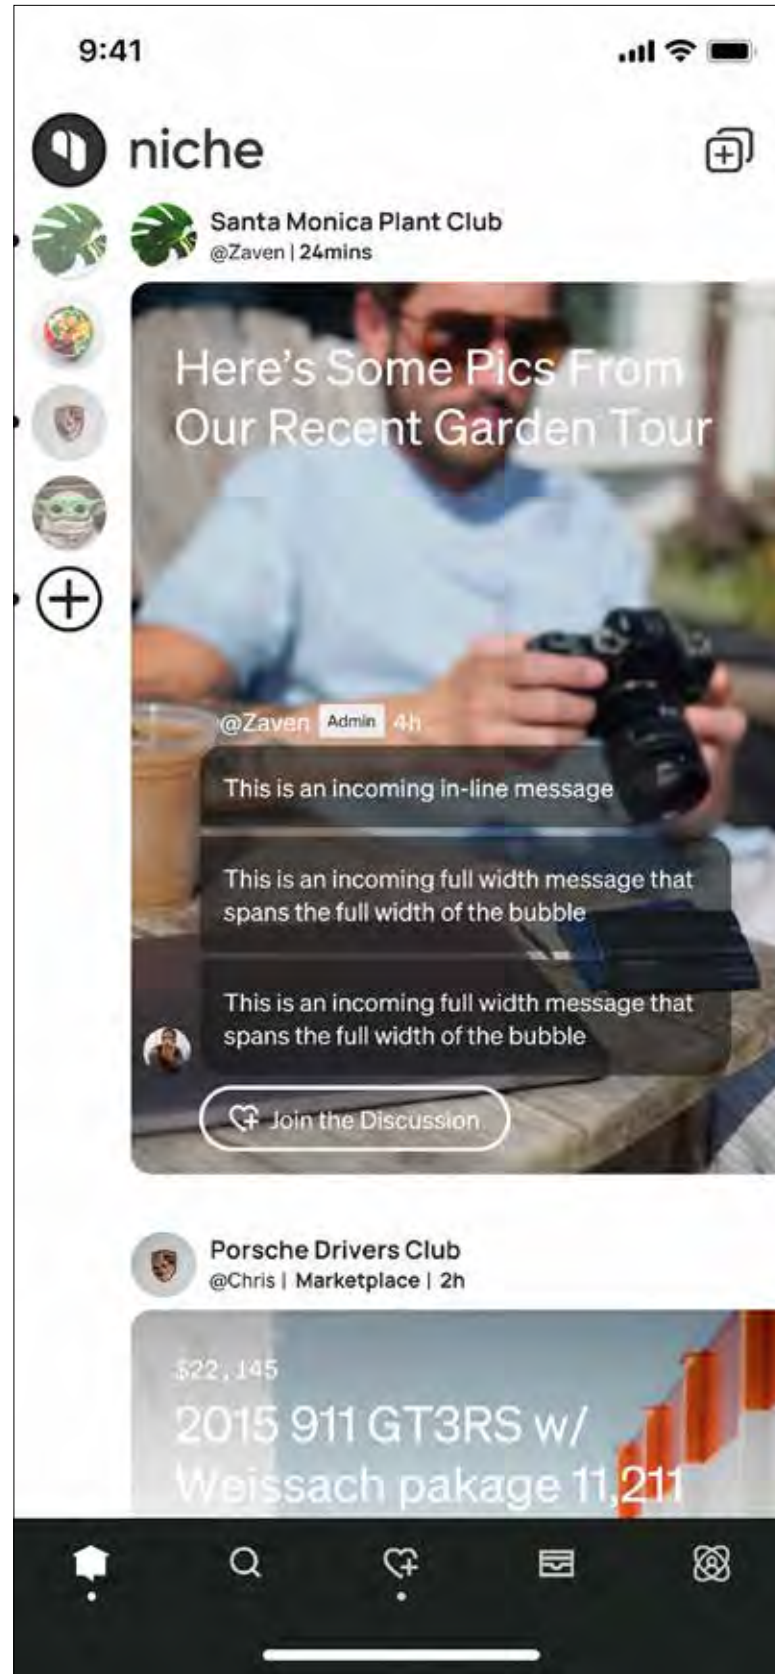 9:41
niche
Santa Monica Plant Club
@Zaven | 24mins
Here's Some Pics From
Our Recent Garden Tour
@Zaven Admin 4h
This is an incoming in-line message
This is an incoming full width message that
spans the full width of the bubble
This is an incoming full width message that
spans the full width of the bubble
Join the Discussion
Porsche Drivers Club
@Chris | Marketplace | 2h
$22,145
2015 911 GT3RS w/
Weissach pakage 11,211